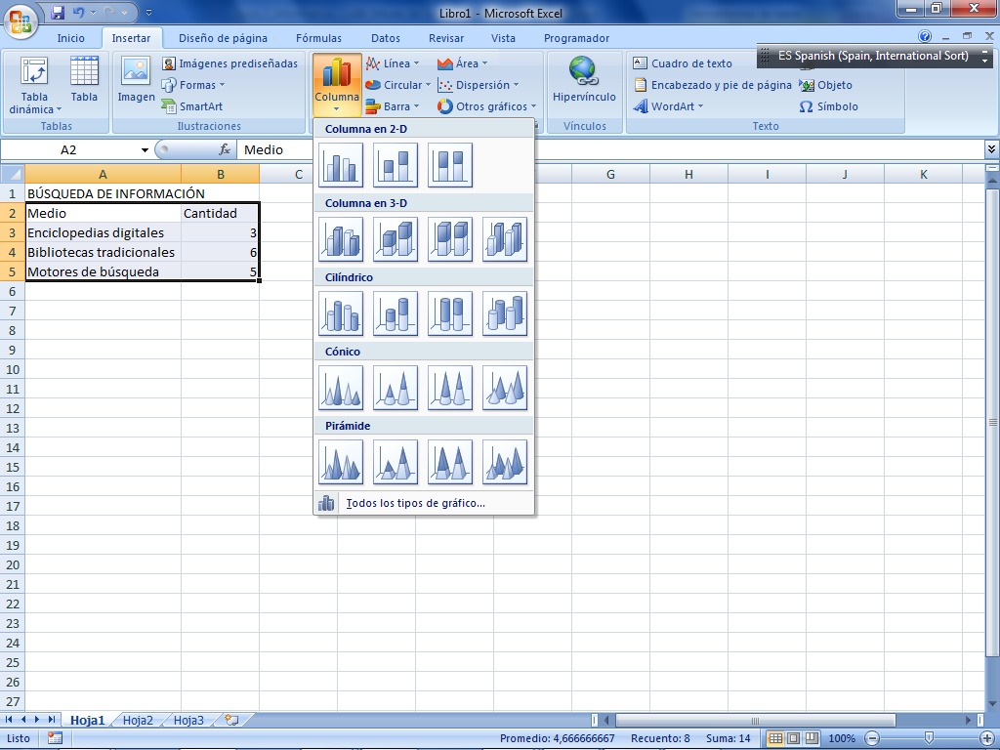 Libro1 - Microsoft Excel
Inicio Insertar Diseño de página Fórmulas Datos Revisar Vista Programador
ES Spanish (Spain, International Sort)
Tabla dinámica
Tabla
Tablas
Imagen
Imágenes prediseñadas
Formas
SmartArt
Ilustraciones
Columna
Línea
Circular
Barra
Área
Dispersión
Otros gráficos
Hipervínculo
Vínculos
Cuadro de texto
Encabezado y pie de página
WordArt
Objeto
Símbolo
Texto
A2 fx Medio
A B C G H I J K
1 BÚSQUEDA DE INFORMACIÓN
2 Medio Cantidad
3 Enciclopedias digitales 3
4 Bibliotecas tradicionales 6
5 Motores de búsqueda 5
6
7
8
9
10
11
12
13
14
15
16
17
18
19
20
21
22
23
24
25
26
27
Columna en 2-D
Columna en 3-D
Cilíndrico
Cónico
Pirámide
Todos los tipos de gráfico...
Hoja1 Hoja2 Hoja3
Listo Promedio: 4,666666667 Recuento: 8 Suma: 14 100%